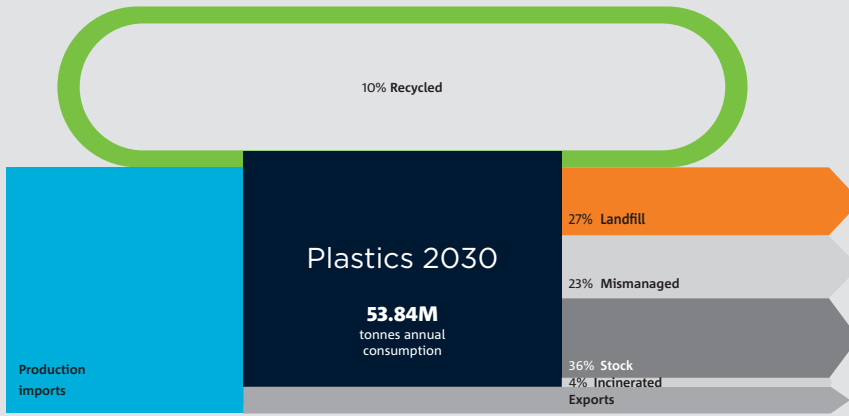 10% Recycled
27% Landfill
Plastics 2030
23% Mismanaged
53.84M
tonnes annual
consumption
36% Stock
Production
imports
4% Incinerated
Exports